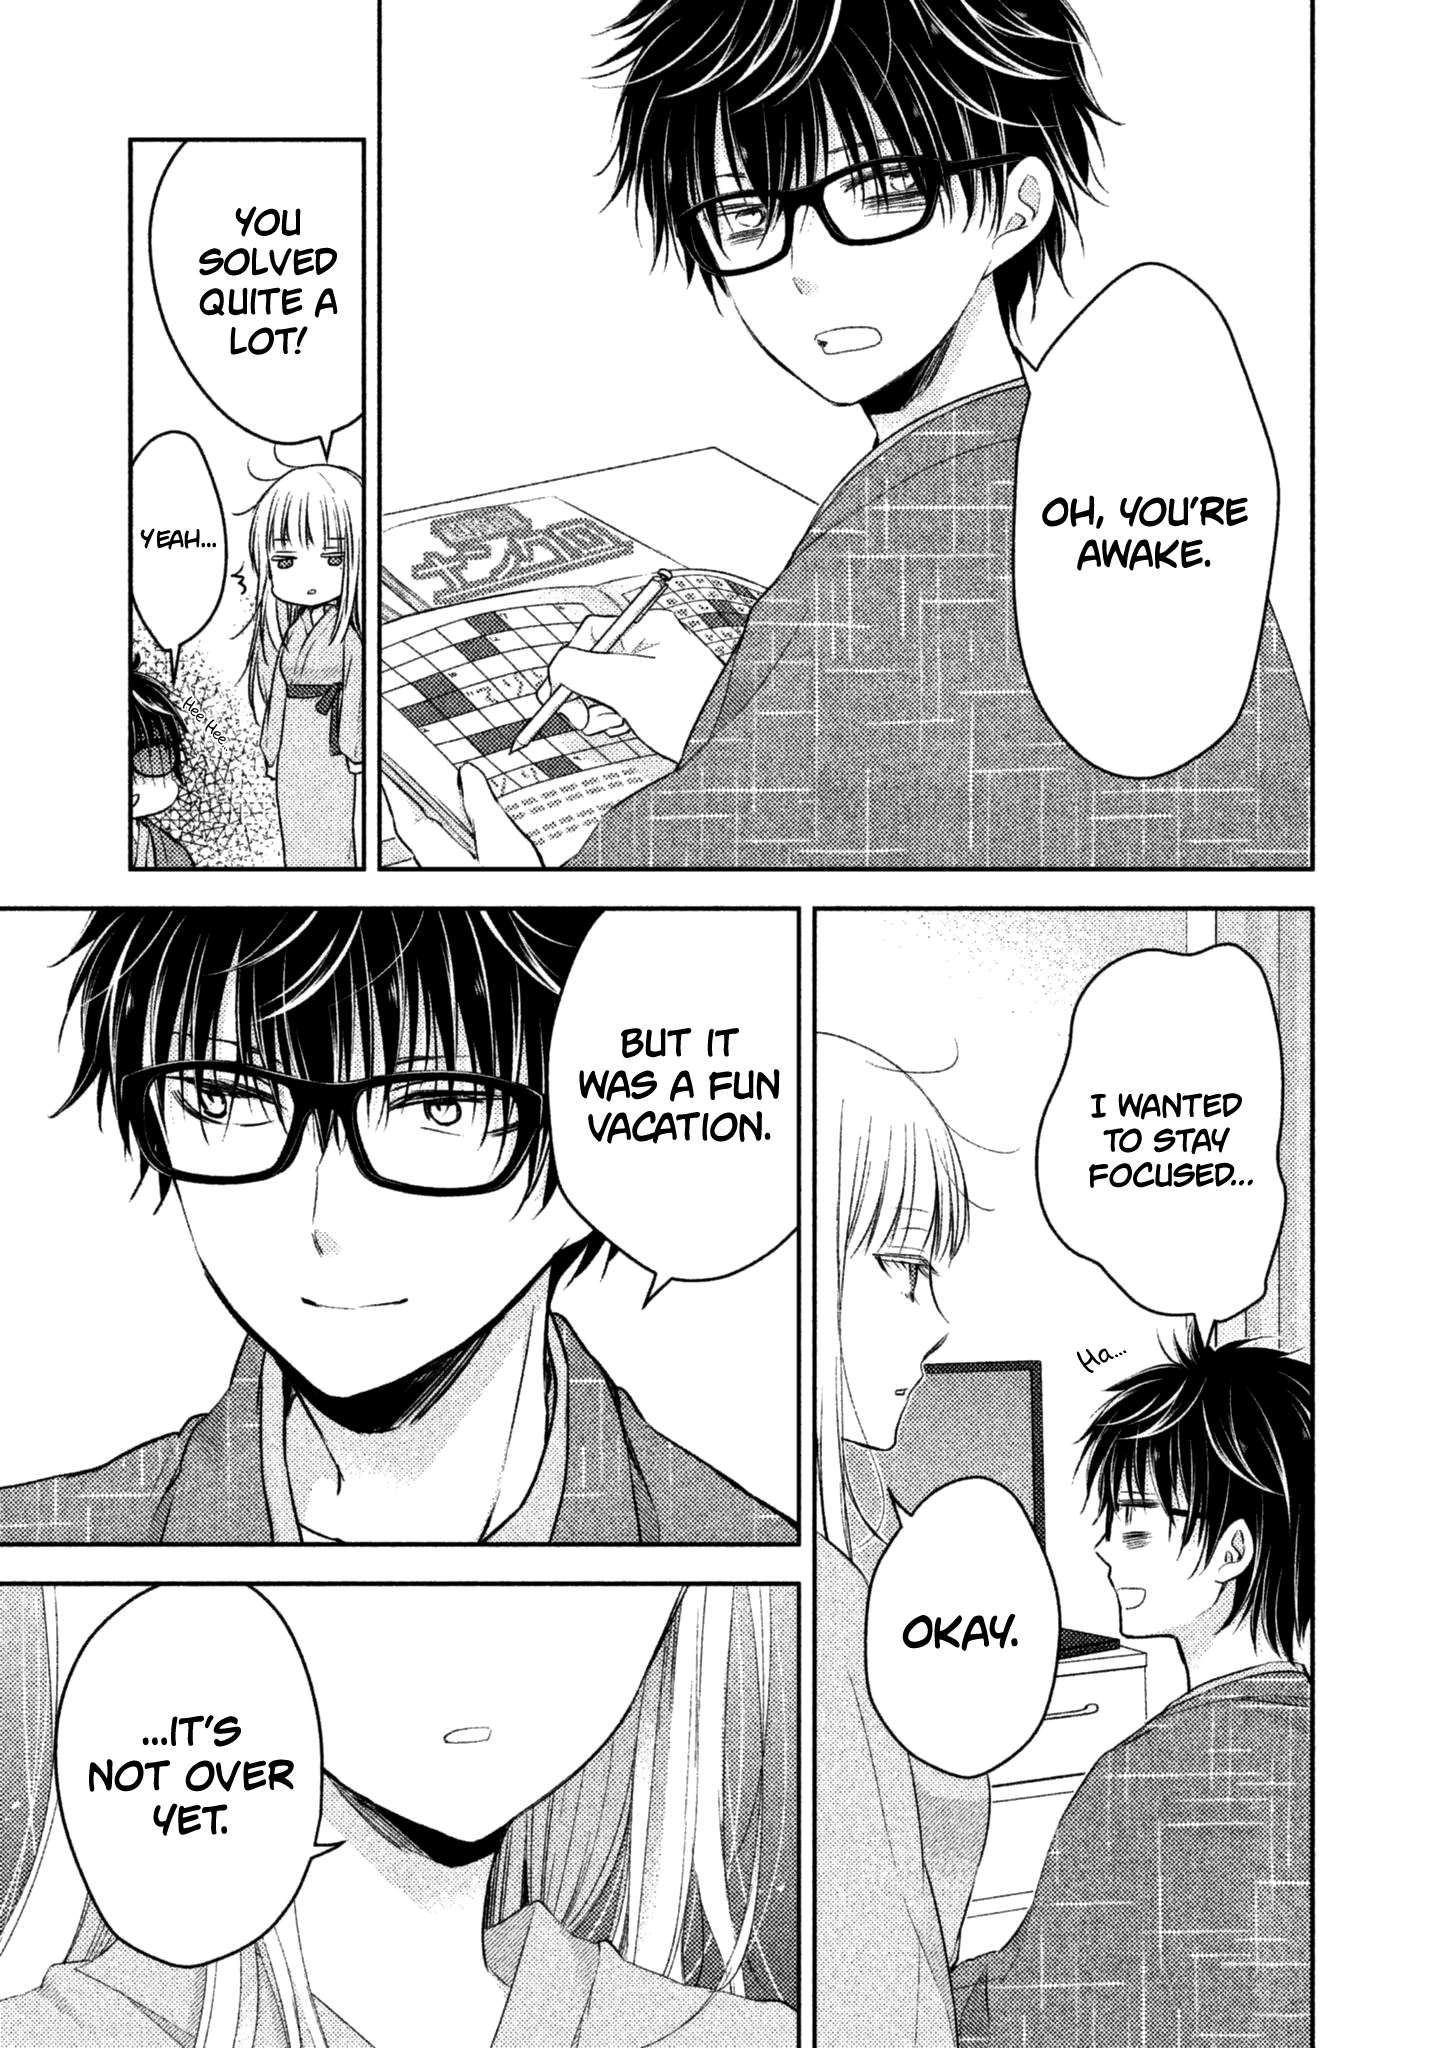 OH, YOU'RE
AWAKE.
YOU
SOLVED
QUITE A
LOT!
YEAH...
Hee Hee...
I WANTED
TO STAY
FOCUSED...
Ha...
OKAY.
BUT IT
WAS A FUN
VACATION.
...IT'S
NOT OVER
YET.